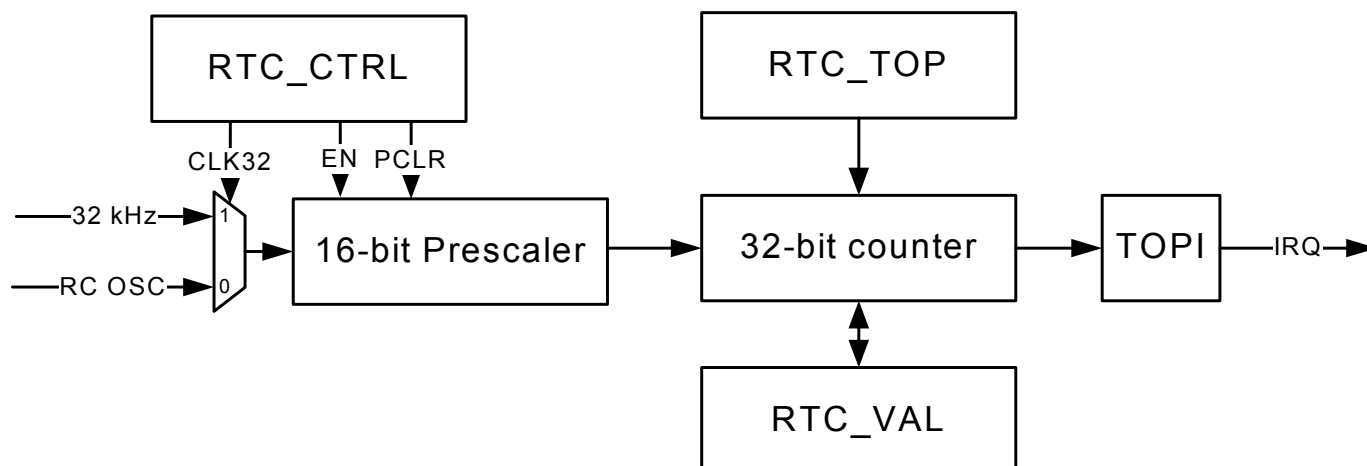 RTC_CTRL
RTC_TOP
CLK32
EN
PCLR
32 kHz
1
16-bit Prescaler
32-bit counter
TOPI
IRQ
RC OSC
0
RTC_VAL